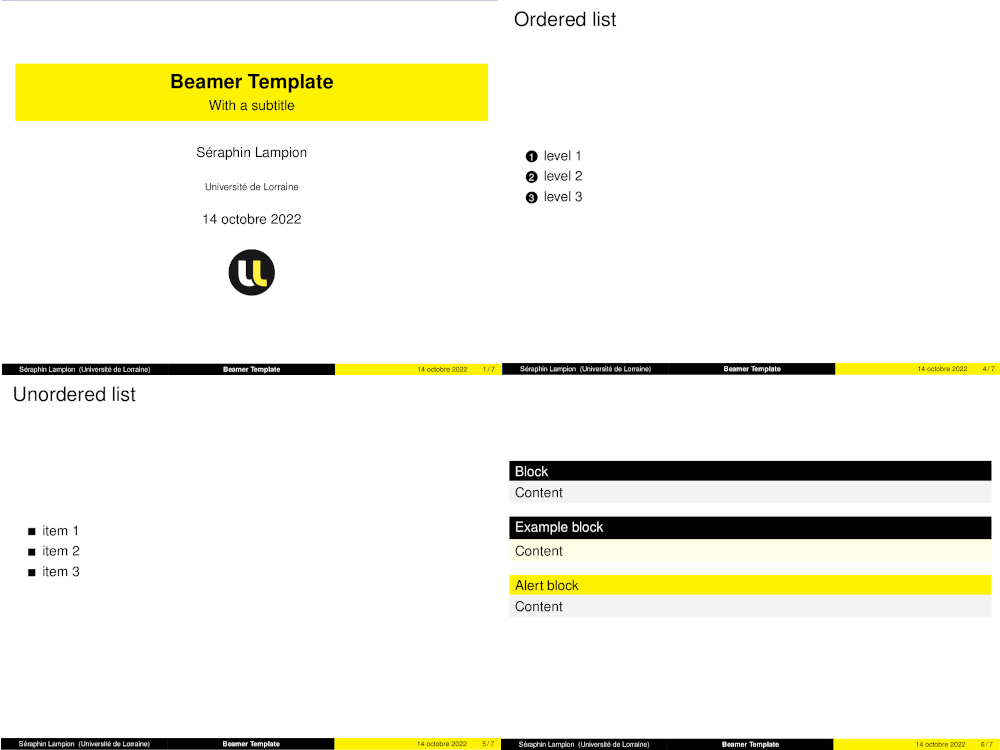 Beamer Template
With a subtitle
Séraphin Lampion
Université de Lorraine
14 octobre 2022
Séraphin Lampion (Université de Lorraine) Beamer Template 14 octobre 2022 1 / 7
Ordered list
1 level 1
2 level 2
3 level 3
Séraphin Lampion (Université de Lorraine) Beamer Template 14 octobre 2022 4 / 7
Unordered list
item 1
item 2
item 3
Séraphin Lampion (Université de Lorraine) Beamer Template 14 octobre 2022 5 / 7
Block
Content
Example block
Content
Alert block
Content
Séraphin Lampion (Université de Lorraine) Beamer Template 14 octobre 2022 6 / 7